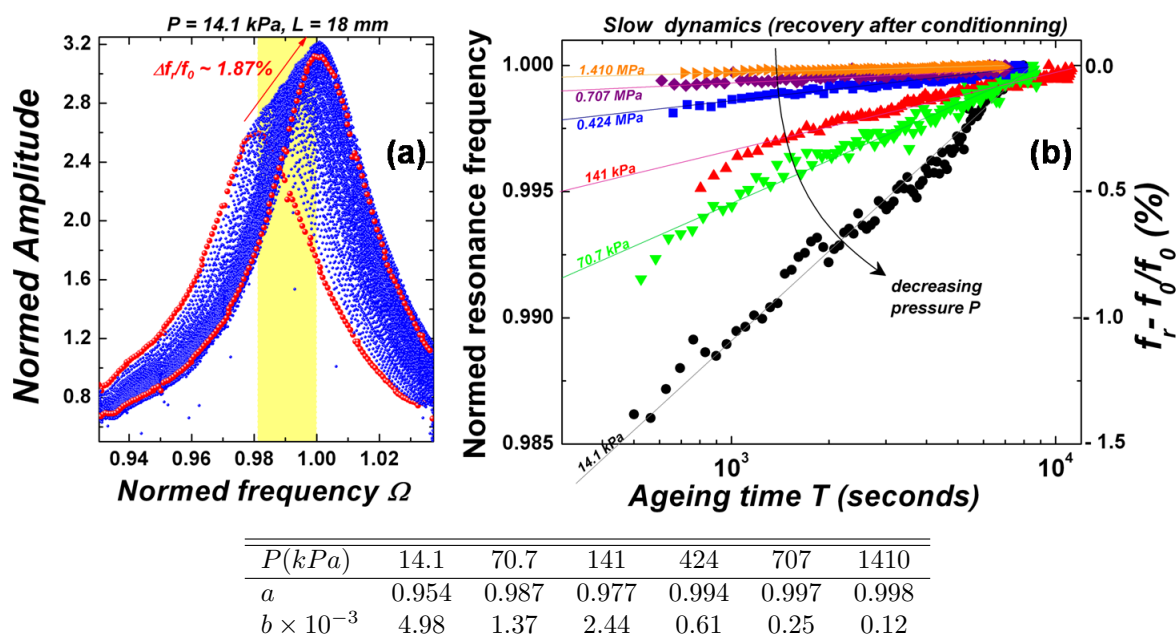 P = 14.1 kPa, L = 18 mm
Δfr/f0 ~ 1.87%
(a)
Normed Amplitude
3.2
2.8
2.4
2.0
1.6
1.2
0.8
0.94 0.96 0.98 1.00 1.02
Normed frequency Ω
Slow dynamics (recovery after conditionning)
Normed resonance frequency
1.000
0.995
0.990
0.985
1.410 MPa
0.707 MPa
0.424 MPa
141 kPa
70.7 kPa
14.1 kPa
(b)
decreasing
pressure P
0.0
- 0.5
- 1.0
- 1.5
fr - f0/f0 (%)
10³ 10⁴
Ageing time T (seconds)
P(kPa) 14.1 70.7 141 424 707 1410
a 0.954 0.987 0.977 0.994 0.997 0.998
b × 10⁻³ 4.98 1.37 2.44 0.61 0.25 0.12